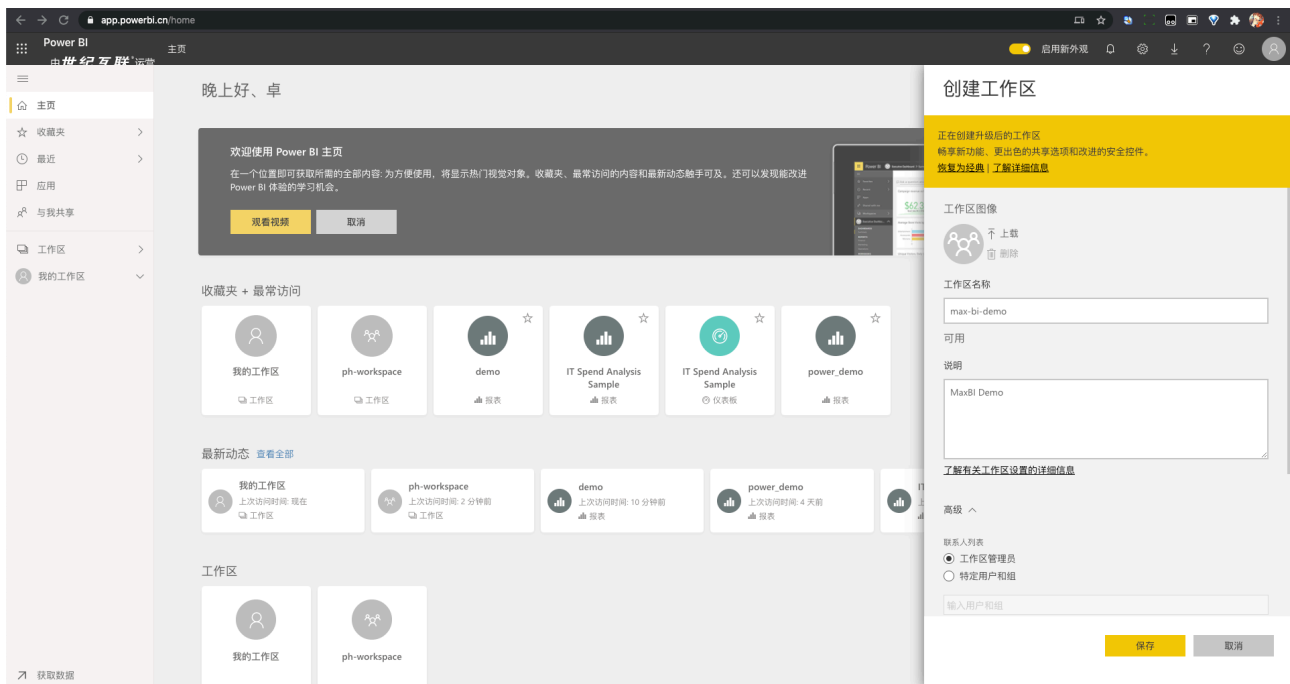 app.powerbi.cn/home
Power BI
由世纪互联运营
主页
启用新外观
主页
收藏夹
最近
应用
与我共享
工作区
我的工作区
获取数据
晚上好、卓
欢迎使用 Power BI 主页
在一个位置即可获取所需的全部内容: 为方便使用，将显示热门视觉对象。收藏夹、最常访问的内容和最新动态触手可及。还可以发现能改进
Power BI 体验的学习机会。
观看视频
取消
收藏夹 + 最常访问
我的工作区
工作区
ph-workspace
工作区
demo
报表
IT Spend Analysis
Sample
报表
IT Spend Analysis
Sample
仪表板
power_demo
报表
最新动态 查看全部
我的工作区
上次访问时间: 现在
工作区
ph-workspace
上次访问时间: 2 分钟前
工作区
demo
上次访问时间: 10 分钟前
报表
power_demo
上次访问时间: 4 天前
报表
工作区
我的工作区
ph-workspace
创建工作区
正在创建升级后的工作区
畅享新功能、更出色的共享选项和改进的安全控件。
恢复为经典 | 了解详细信息
工作区图像
上载
删除
工作区名称
max-bi-demo
可用
说明
MaxBI Demo
了解有关工作区设置的详细信息
高级
联系人列表
工作区管理员
特定用户和组
输入用户和组
保存
取消